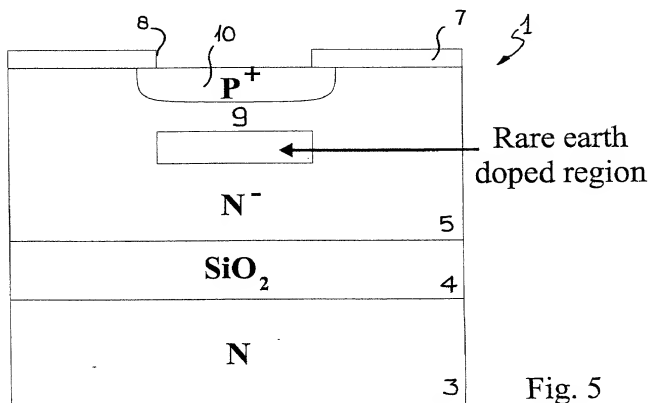 8
10
7
1
P+
9
Rare earth
doped region
N-
5
SiO2
4
N
3
Fig. 5